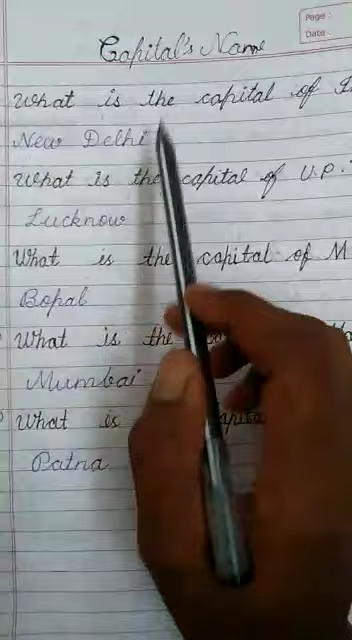 Page :
Date :
Capital's Name
What is the capital of
New Delhi
What is the capital of U.P.
Lucknow
What is the capital of M
Bopal
What is the
Mumbai
What is
Patna